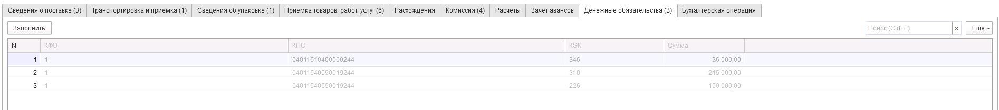 Сведения о поставке (3) Транспортировка и приемка (1) Сведения об упаковке (1) Приемка товаров, работ, услуг (6) Расхождения Комиссия (4) Расчеты Зачет авансов Денежные обязательства (3) Бухгалтерская операция
Заполнить Поиск (Ctrl+F) × Еще
N КФО КПС КЭК Сумма
1 1 04011510400000244 346 36 000,00
2 1 04011540590019244 310 215 000,00
3 1 04011540590019244 226 150 000,00